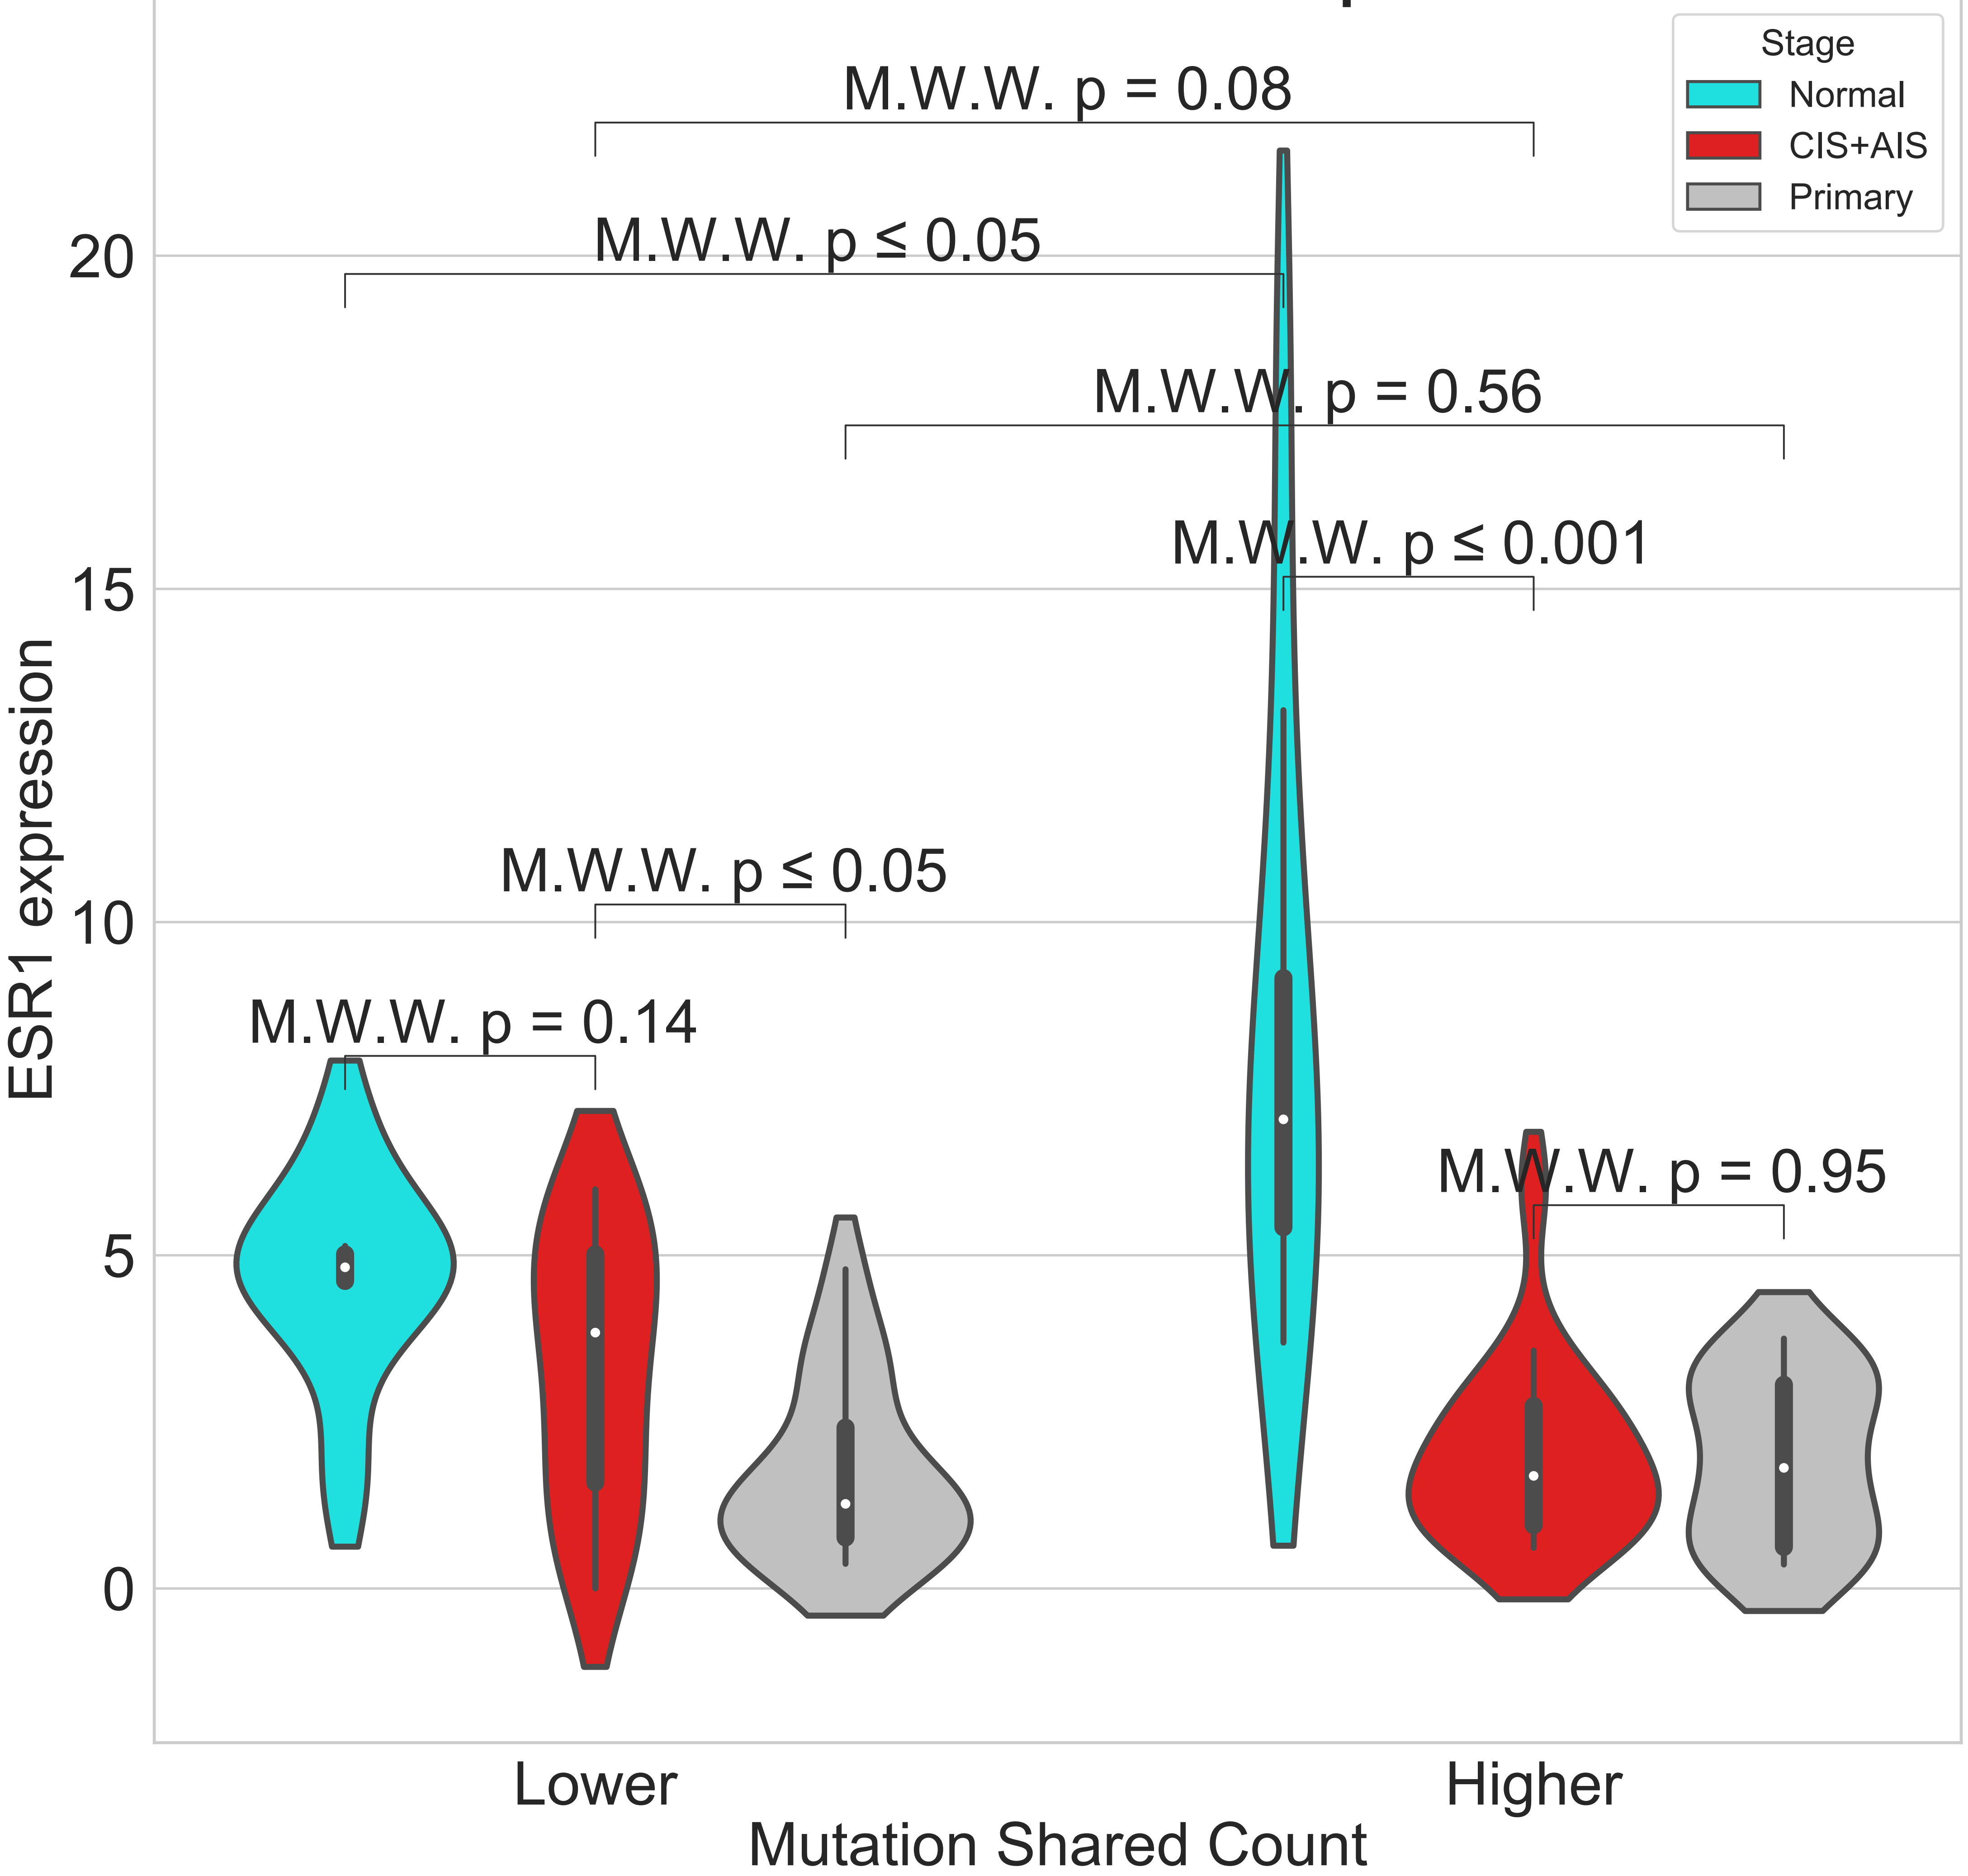 Stage
Normal
CIS+AIS
Primary
M.W.W. p = 0.08
M.W.W. p ≤ 0.05
M.W.W. p = 0.56
M.W.W. p ≤ 0.001
M.W.W. p ≤ 0.05
M.W.W. p = 0.14
M.W.W. p = 0.95
20
15
10
5
0
ESR1 expression
Lower
Higher
Mutation Shared Count